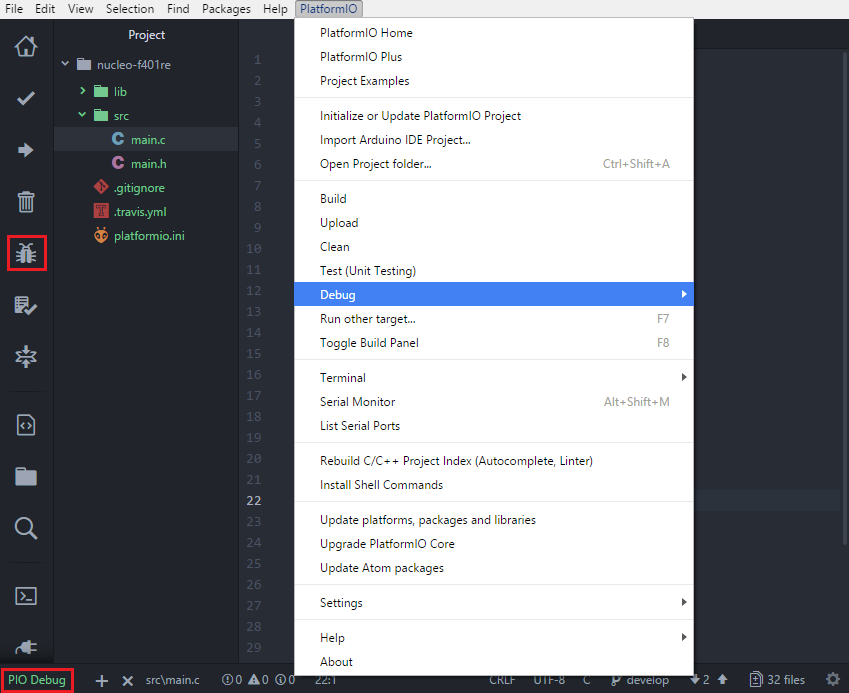 File Edit View Selection Find Packages Help PlatformIO
Project
nucleo-f401re
lib
src
C main.c
C main.h
.gitignore
.travis.yml
platformio.ini
1
2
3
4
5
6
7
8
9
10
11
12
13
14
15
16
17
18
19
20
21
22
23
24
25
26
27
28
29
PlatformIO Home
PlatformIO Plus
Project Examples
Initialize or Update PlatformIO Project
Import Arduino IDE Project...
Open Project folder... Ctrl+Shift+A
Build
Upload
Clean
Test (Unit Testing)
Debug
Run other target... F7
Toggle Build Panel F8
Terminal
Serial Monitor Alt+Shift+M
List Serial Ports
Rebuild C/C++ Project Index (Autocomplete, Linter)
Install Shell Commands
Update platforms, packages and libraries
Upgrade PlatformIO Core
Update Atom packages
Settings
Help
About
PIO Debug src\main.c 0 0 0 22:1 CRLF UTF-8 C develop 2 32 files